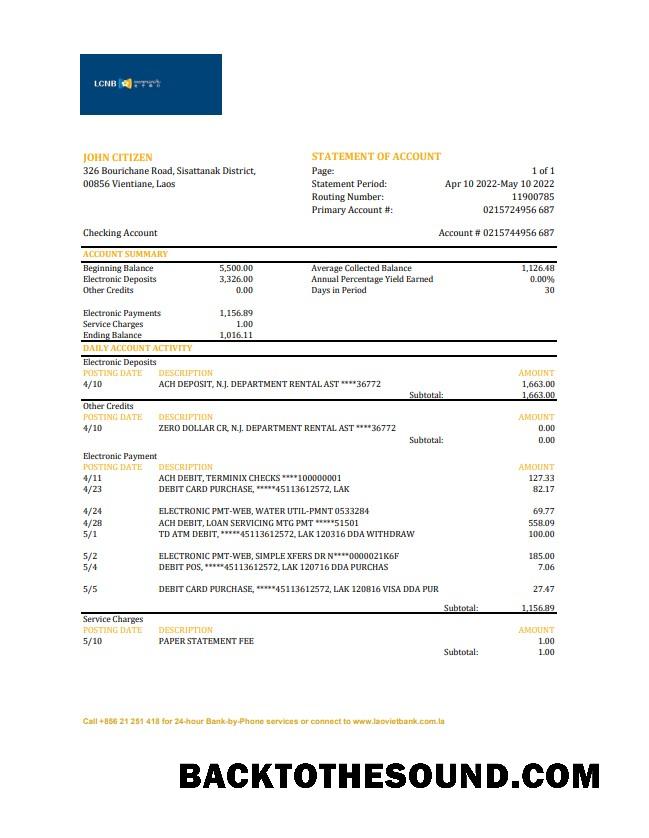 LCNB
JOHN CITIZEN
326 Bourichane Road, Sisattanak District,
00856 Vientiane, Laos
STATEMENT OF ACCOUNT
Page: 1 of 1
Statement Period: Apr 10 2022-May 10 2022
Routing Number: 11900785
Primary Account #: 0215724956 687
Checking Account Account # 0215744956 687
ACCOUNT SUMMARY
Beginning Balance 5,500.00 Average Collected Balance 1,126.48
Electronic Deposits 3,326.00 Annual Percentage Yield Earned 0.00%
Other Credits 0.00 Days in Period 30
Electronic Payments 1,156.89
Service Charges 1.00
Ending Balance 1,016.11
DAILY ACCOUNT ACTIVITY
Electronic Deposits
POSTING DATE DESCRIPTION AMOUNT
4/10 ACH DEPOSIT, N.J. DEPARTMENT RENTAL AST ****36772 1,663.00
Subtotal: 1,663.00
Other Credits
POSTING DATE DESCRIPTION AMOUNT
4/10 ZERO DOLLAR CR, N.J. DEPARTMENT RENTAL AST ****36772 0.00
Subtotal: 0.00
Electronic Payment
POSTING DATE DESCRIPTION AMOUNT
4/11 ACH DEBIT, TERMINIX CHECKS ****100000001 127.33
4/23 DEBIT CARD PURCHASE, *****45113612572, LAK 82.17
4/24 ELECTRONIC PMT-WEB, WATER UTIL-PMNT 0533284 69.77
4/28 ACH DEBIT, LOAN SERVICING MTG PMT *****51501 558.09
5/1 TD ATM DEBIT, *****45113612572, LAK 120316 DDA WITHDRAW 100.00
5/2 ELECTRONIC PMT-WEB, SIMPLE XFERS DR N****0000021K6F 185.00
5/4 DEBIT POS, *****45113612572, LAK 120716 DDA PURCHAS 7.06
5/5 DEBIT CARD PURCHASE, *****45113612572, LAK 120816 VISA DDA PUR 27.47
Subtotal: 1,156.89
Service Charges
POSTING DATE DESCRIPTION AMOUNT
5/10 PAPER STATEMENT FEE 1.00
Subtotal: 1.00
Call +856 21 251 418 for 24-hour Bank-by-Phone services or connect to www.laovietbank.com.la
BACKTOTHESOUND.COM